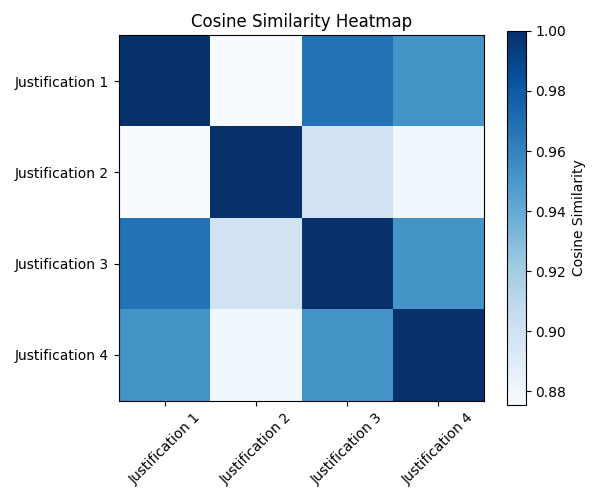 Cosine Similarity Heatmap
Justification 1
Justification 2
Justification 3
Justification 4
Justification 1
Justification 2
Justification 3
Justification 4
1.00
0.98
0.96
0.94
0.92
0.90
0.88
Cosine Similarity